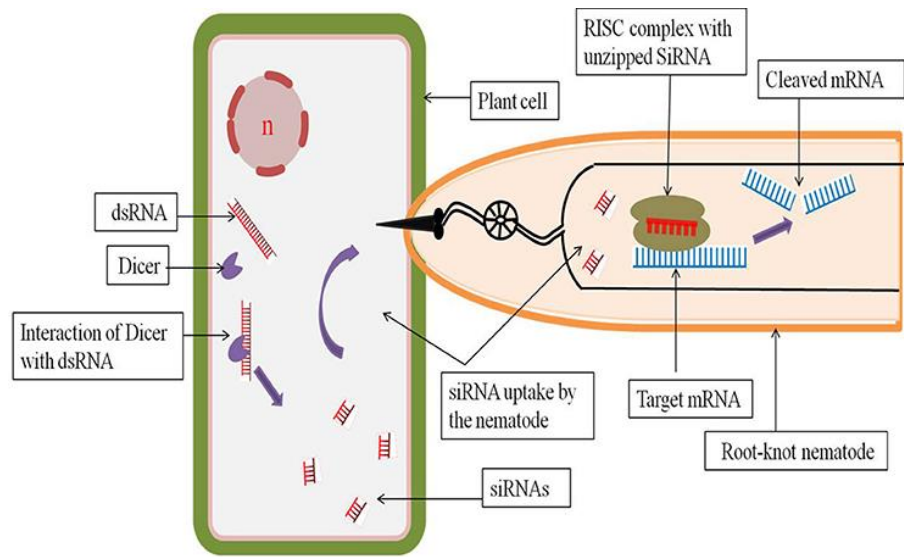 RISC complex with
unzipped SiRNA
Cleaved mRNA
Plant cell
n
dsRNA
Dicer
Interaction of Dicer
with dsRNA
siRNA uptake by
the nematode
Target mRNA
Root-knot nematode
siRNAs